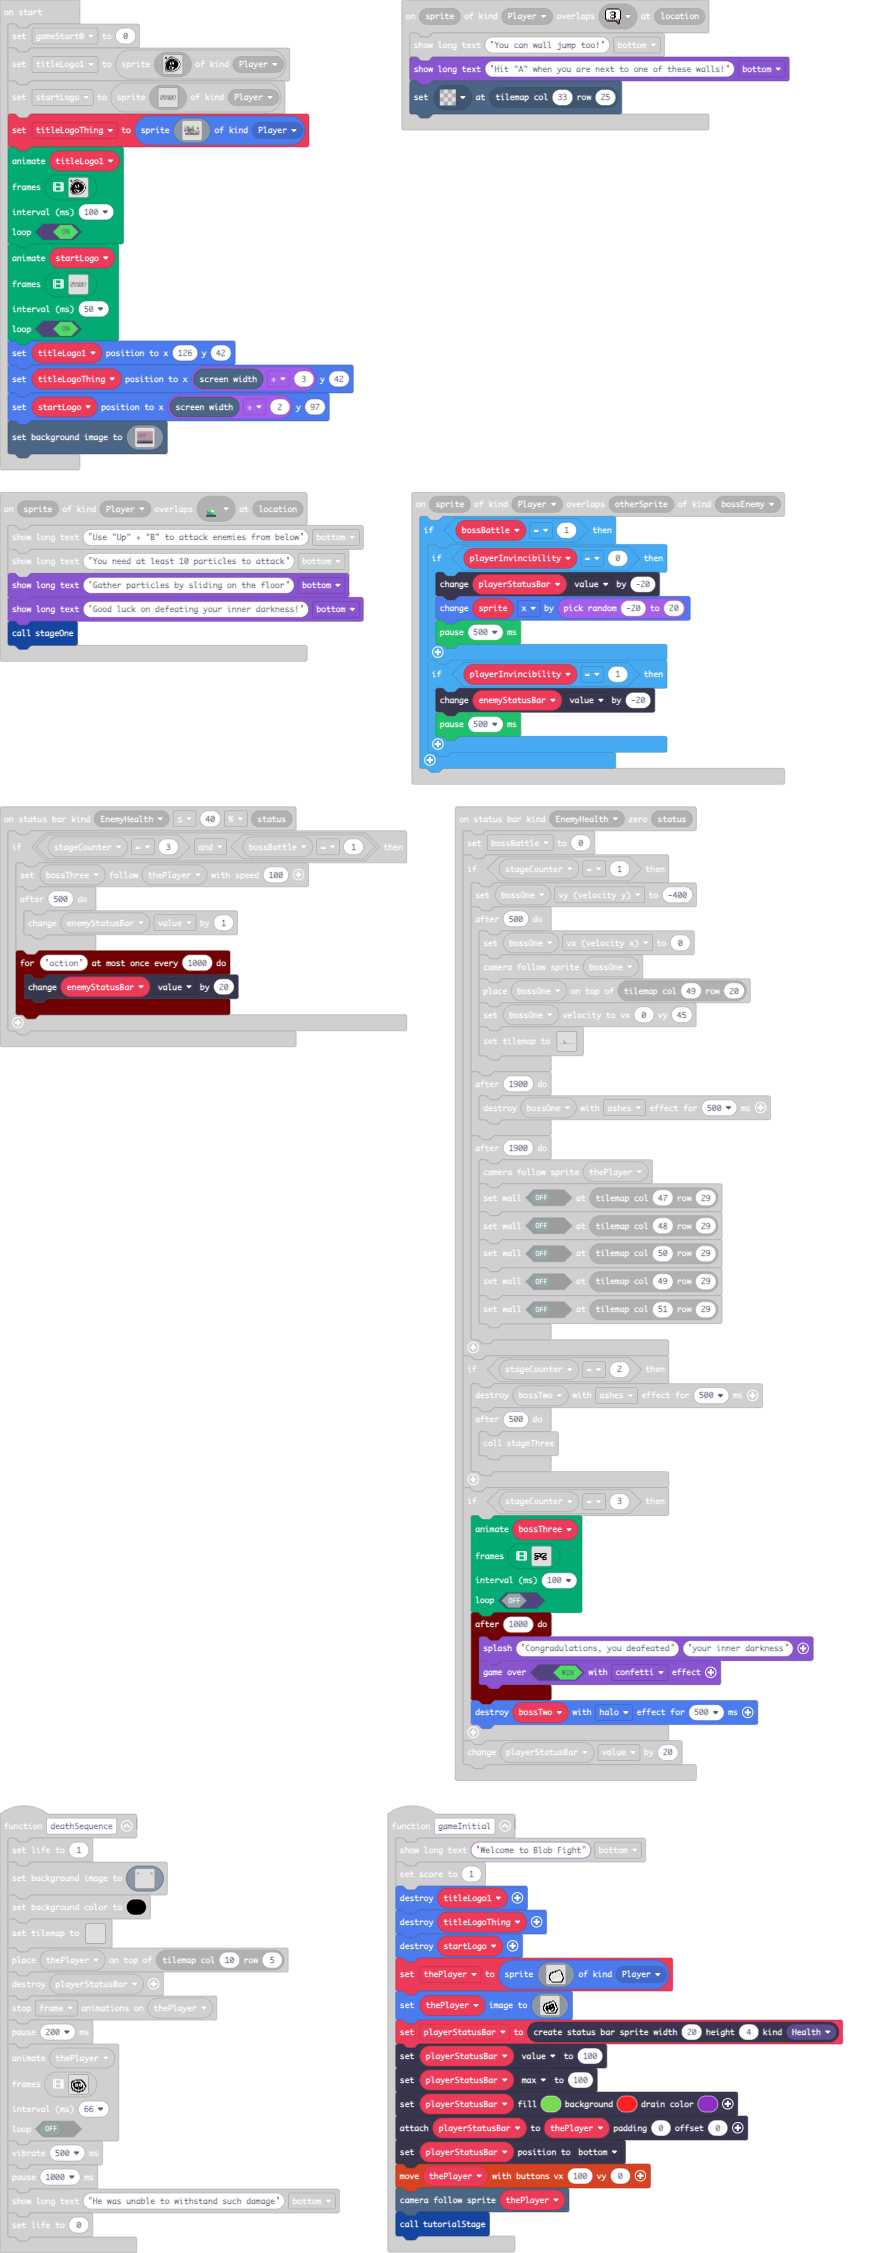 on start
set gameStart0 to 0
set titleLogo1 to sprite of kind Player
set startLogo to sprite of kind Player
set titleLogoThing to sprite of kind Player
animate titleLogo1
frames
interval (ms) 100
loop ON
animate startLogo
frames
interval (ms) 50
loop ON
set titleLogo1 position to x 126 y 42
set titleLogoThing position to x screen width ÷ 3 y 42
set startLogo position to x screen width ÷ 2 y 97
set background image to
on sprite of kind Player overlaps at location
show long text "You can wall jump too!" bottom
show long text "Hit "A" when you are next to one of these walls!" bottom
set at tilemap col 33 row 25
on sprite of kind Player overlaps at location
show long text "Use "Up" + "B" to attack enemies from below" bottom
show long text "You need at least 10 particles to attack" bottom
show long text "Gather particles by sliding on the floor" bottom
show long text "Good luck on defeating your inner darkness!" bottom
call stageOne
on sprite of kind Player overlaps otherSprite of kind bossEnemy
if bossBattle = 1 then
if playerInvincibility = 0 then
change playerStatusBar value by -20
change sprite x by pick random -20 to 20
pause 500 ms
if playerInvincibility = 1 then
change enemyStatusBar value by -20
pause 500 ms
on status bar kind EnemyHealth ≤ 40 % status
if stageCounter = 3 and bossBattle = 1 then
set bossThree follow thePlayer with speed 100
after 500 do
change enemyStatusBar value by 1
for "action" at most once every 1000 do
change enemyStatusBar value by 20
on status bar kind EnemyHealth zero status
set bossBattle to 0
if stageCounter = 1 then
set bossOne vy (velocity y) to -400
after 500 do
set bossOne vx (velocity x) to 0
camera follow sprite bossOne
place bossOne on top of tilemap col 49 row 20
set bossOne velocity to vx 0 vy 45
set tilemap to
after 1900 do
destroy bossOne with ashes effect for 500 ms
after 1900 do
camera follow sprite thePlayer
set wall OFF at tilemap col 47 row 29
set wall OFF at tilemap col 48 row 29
set wall OFF at tilemap col 50 row 29
set wall OFF at tilemap col 49 row 29
set wall OFF at tilemap col 51 row 29
if stageCounter = 2 then
destroy bossTwo with ashes effect for 500 ms
after 500 do
call stageThree
if stageCounter = 3 then
animate bossThree
frames
interval (ms) 100
loop OFF
after 1000 do
splash "Congradulations, you deafeated" "your inner darkness"
game over WIN with confetti effect
destroy bossTwo with halo effect for 500 ms
change playerStatusBar value by 20
function deathSequence
set life to 1
set background image to
set background color to
set tilemap to
place thePlayer on top of tilemap col 10 row 5
destroy playerStatusBar
stop frame animations on thePlayer
pause 200 ms
animate thePlayer
frames
interval (ms) 66
loop OFF
vibrate 500 ms
pause 1000 ms
show long text "He was unable to withstand such damage" bottom
set life to 0
function gameInitial
show long text "Welcome to Blob Fight" bottom
set score to 1
destroy titleLogo1
destroy titleLogoThing
destroy startLogo
set thePlayer to sprite of kind Player
set thePlayer image to
set playerStatusBar to create status bar sprite width 20 height 4 kind Health
set playerStatusBar value to 100
set playerStatusBar max to 100
set playerStatusBar fill background drain color
attach playerStatusBar to thePlayer padding 0 offset 0
set playerStatusBar position to bottom
move thePlayer with buttons vx 100 vy 0
camera follow sprite thePlayer
call tutorialStage